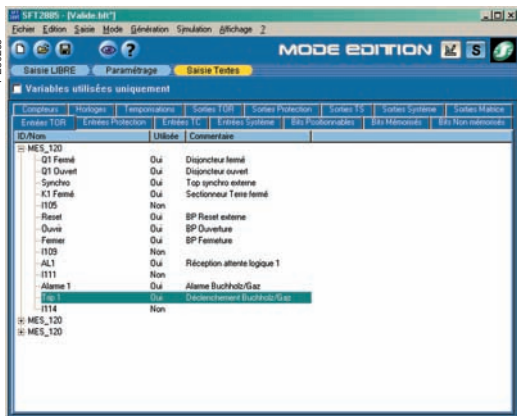 SFT2885 - [Valide.blt*]
Fichier Edition Saisie Mode Génération Simulation Affichage ?
MODE EDITION
S
Saisie LIBRE Paramétrage Saisie Textes
Variables utilisées uniquement
Compteurs Horloges Temporisations Sorties TOR Sorties Protection Sorties TS Sorties Système Sorties Matrice
Entrées TOR Entrées Protection Entrées TC Entrées Système Bits Positionnables Bits Mémorisés Bits Non mémorisés
ID/Nom Utilisée Commentaire
MES_120
Q1 Fermé Oui Disjoncteur fermé
Q1 Ouvert Oui Disjoncteur ouvert
Synchro Oui Top synchro externe
K1 Fermé Oui Sectionneur Terre fermé
I105 Non
Reset Oui BP Reset externe
Ouvrir Oui BP Ouverture
Fermer Oui BP Fermeture
I109 Non
AL1 Oui Réception attente logique 1
I111 Non
Alarme 1 Oui Alarme Buchholz/Gaz
Trip 1 Oui Déclenchement Buchholz/Gaz
I114 Non
MES_120
MES_120